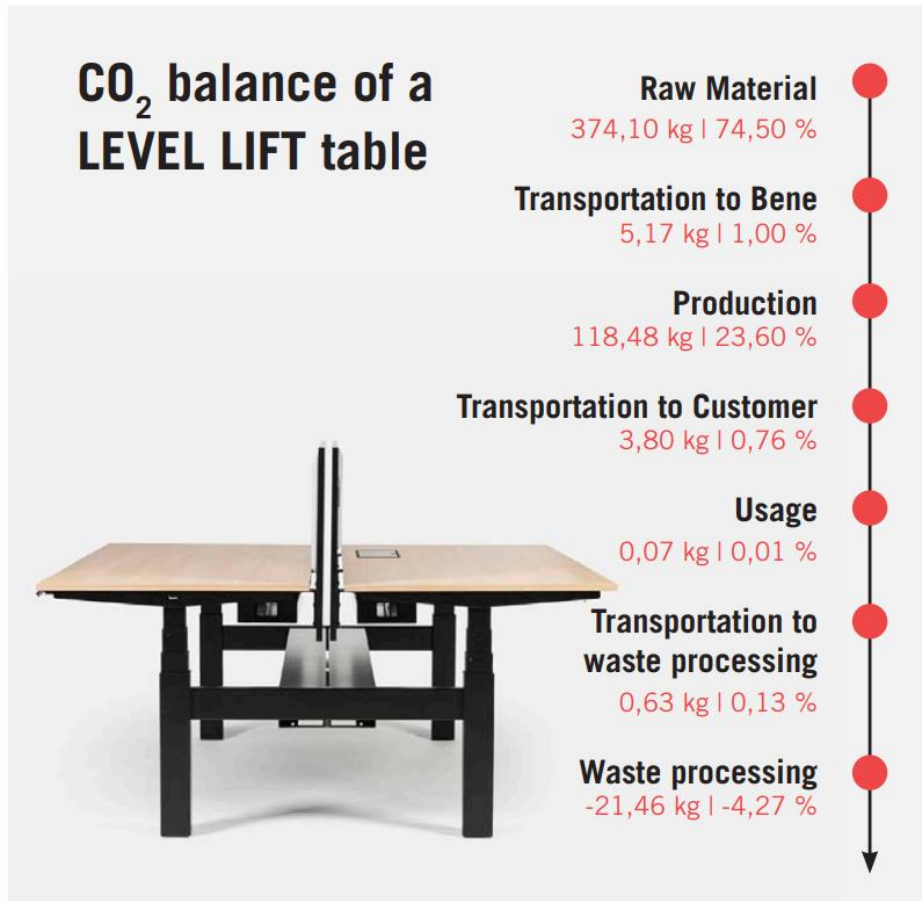 CO₂ balance of a
LEVEL LIFT table
Raw Material
374,10 kg | 74,50 %
Transportation to Bene
5,17 kg | 1,00 %
Production
118,48 kg | 23,60 %
Transportation to Customer
3,80 kg | 0,76 %
Usage
0,07 kg | 0,01 %
Transportation to
waste processing
0,63 kg | 0,13 %
Waste processing
-21,46 kg | -4,27 %